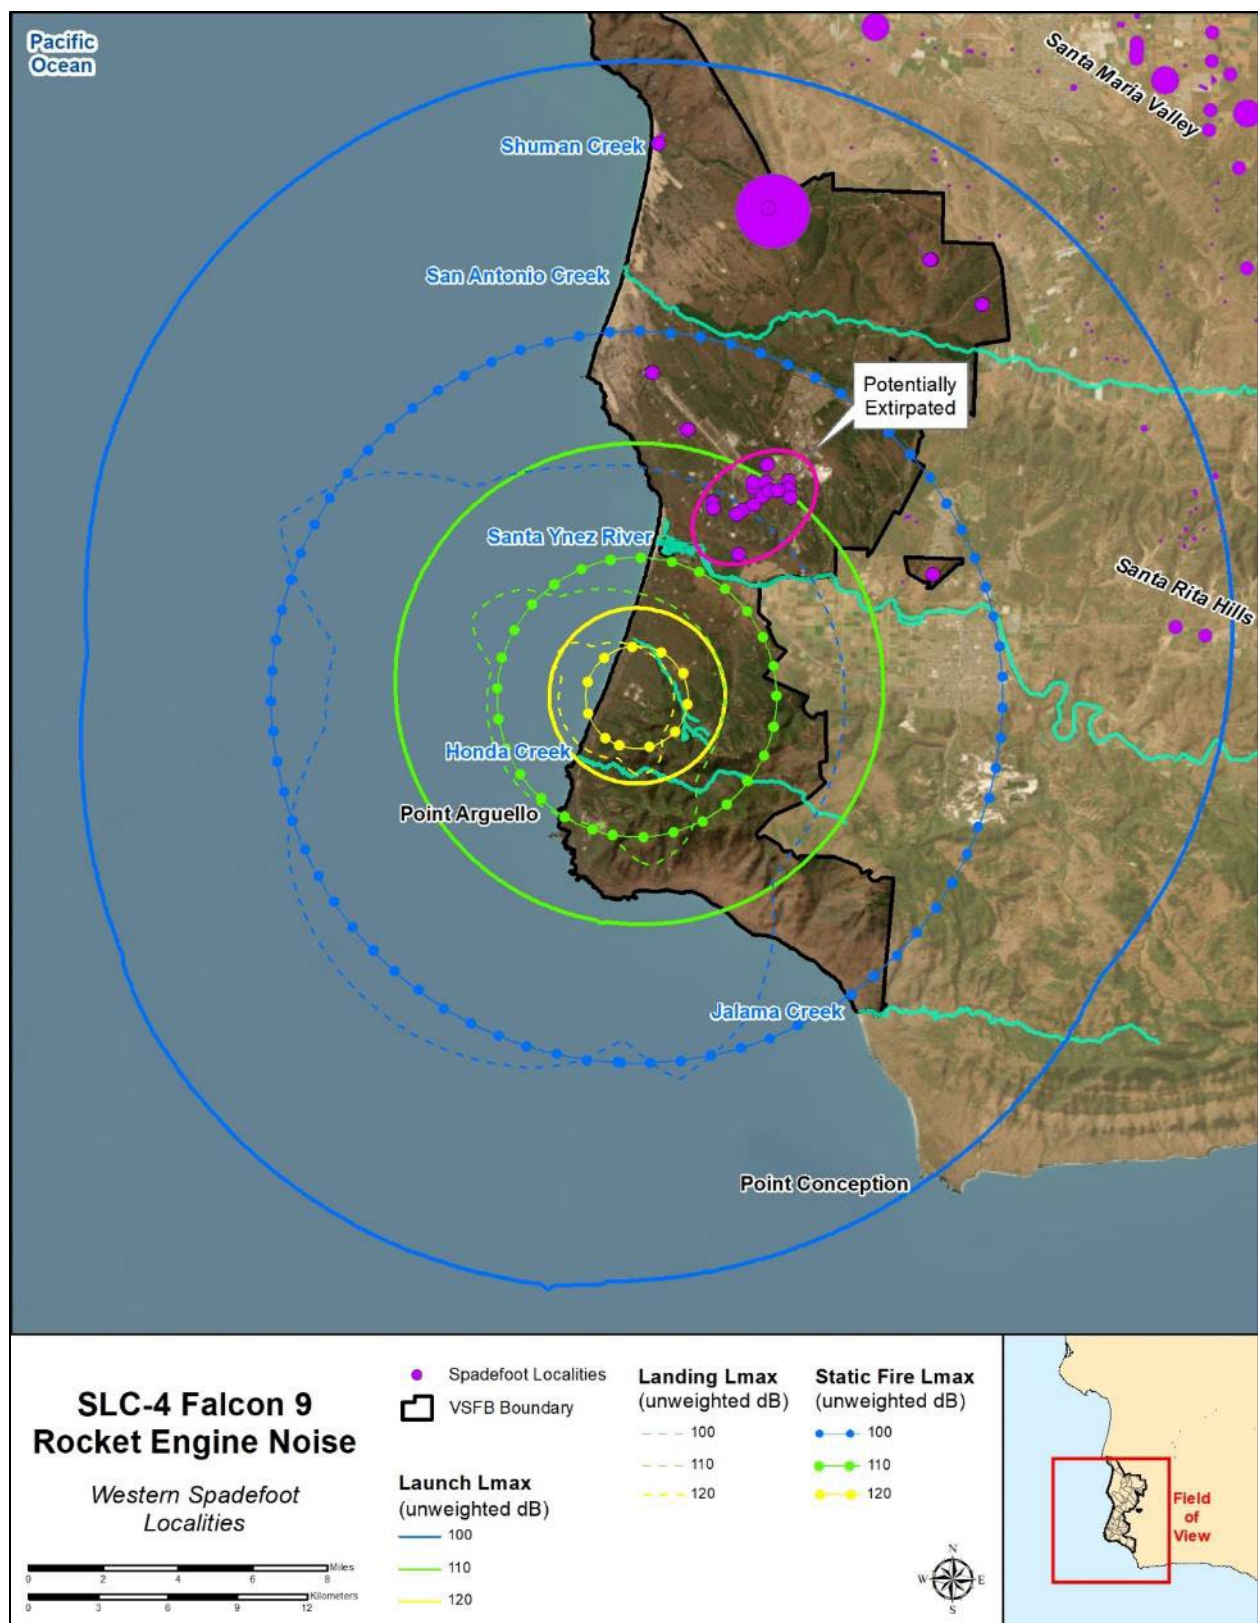 Pacific
Ocean
Santa Maria Valley
Shuman Creek
San Antonio Creek
Potentially
Extirpated
Santa Ynez River
Santa Rita Hills
Honda Creek
Point Arguello
Jalama Creek
Point Conception
SLC-4 Falcon 9
Rocket Engine Noise
Western Spadefoot
Localities
0 2 4 6 8 Miles
0 3 6 9 12 Kilometers
Spadefoot Localities
VSFB Boundary
Launch Lmax
(unweighted dB)
100
110
120
Landing Lmax
(unweighted dB)
100
110
120
Static Fire Lmax
(unweighted dB)
100
110
120
N
W E
S
Field
of
View